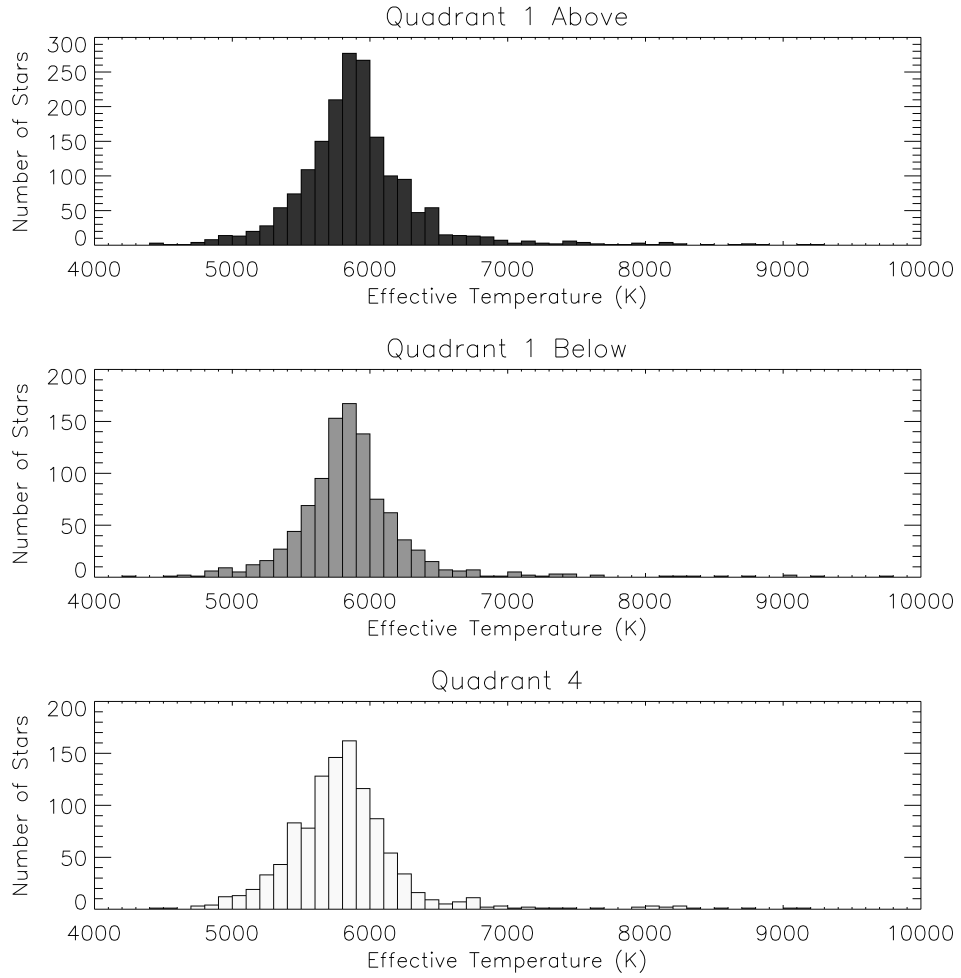 Quadrant 1 Above
Number of Stars
300
250
200
150
100
50
0
4000 5000 6000 7000 8000 9000 10000
Effective Temperature (K)
Quadrant 1 Below
Number of Stars
200
150
100
50
0
4000 5000 6000 7000 8000 9000 10000
Effective Temperature (K)
Quadrant 4
Number of Stars
200
150
100
50
0
4000 5000 6000 7000 8000 9000 10000
Effective Temperature (K)